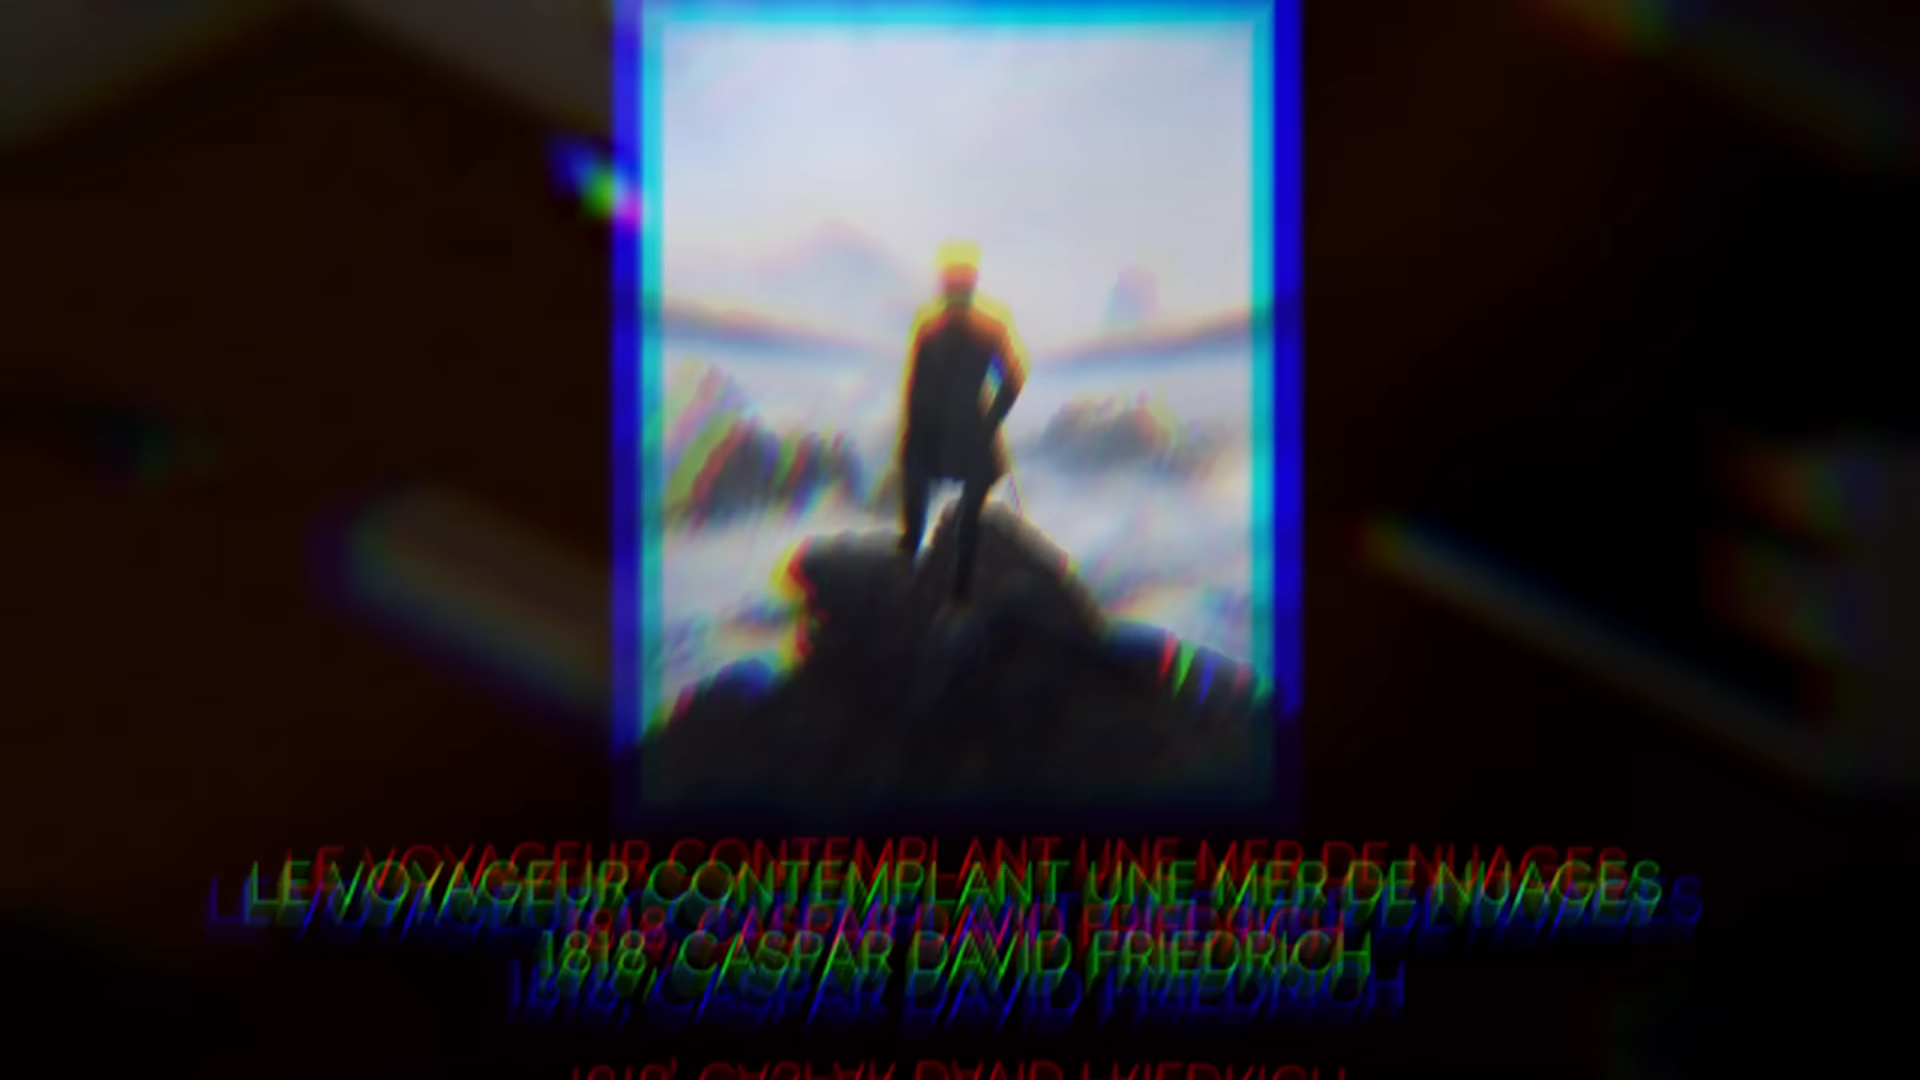 LE VOYAGEUR CONTEMPLANT UNE MER DE NUAGES
1818, CASPAR DAVID FRIEDRICH